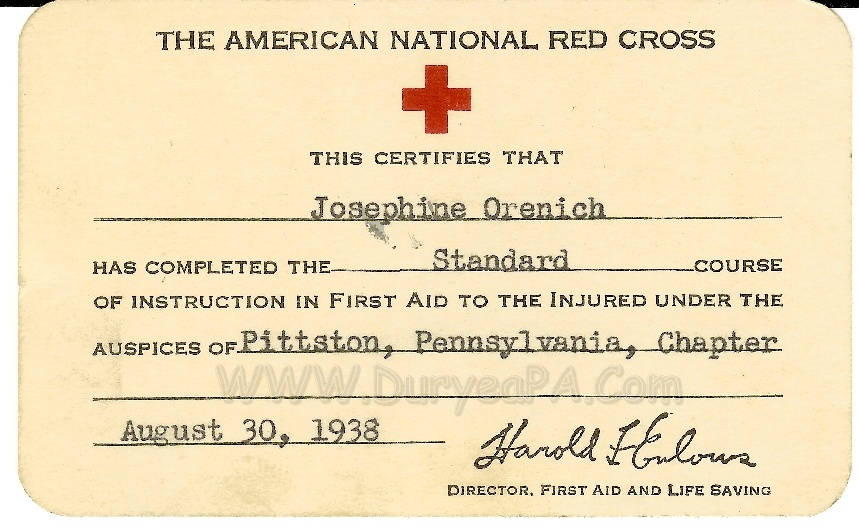 THE AMERICAN NATIONAL RED CROSS
THIS CERTIFIES THAT
Josephine Orenich
HAS COMPLETED THE Standard COURSE
OF INSTRUCTION IN FIRST AID TO THE INJURED UNDER THE
AUSPICES OF Pittston, Pennsylvania, Chapter
WWW.DuryeaPA.Com
August 30, 1938
Harold F Enlows
DIRECTOR, FIRST AID AND LIFE SAVING